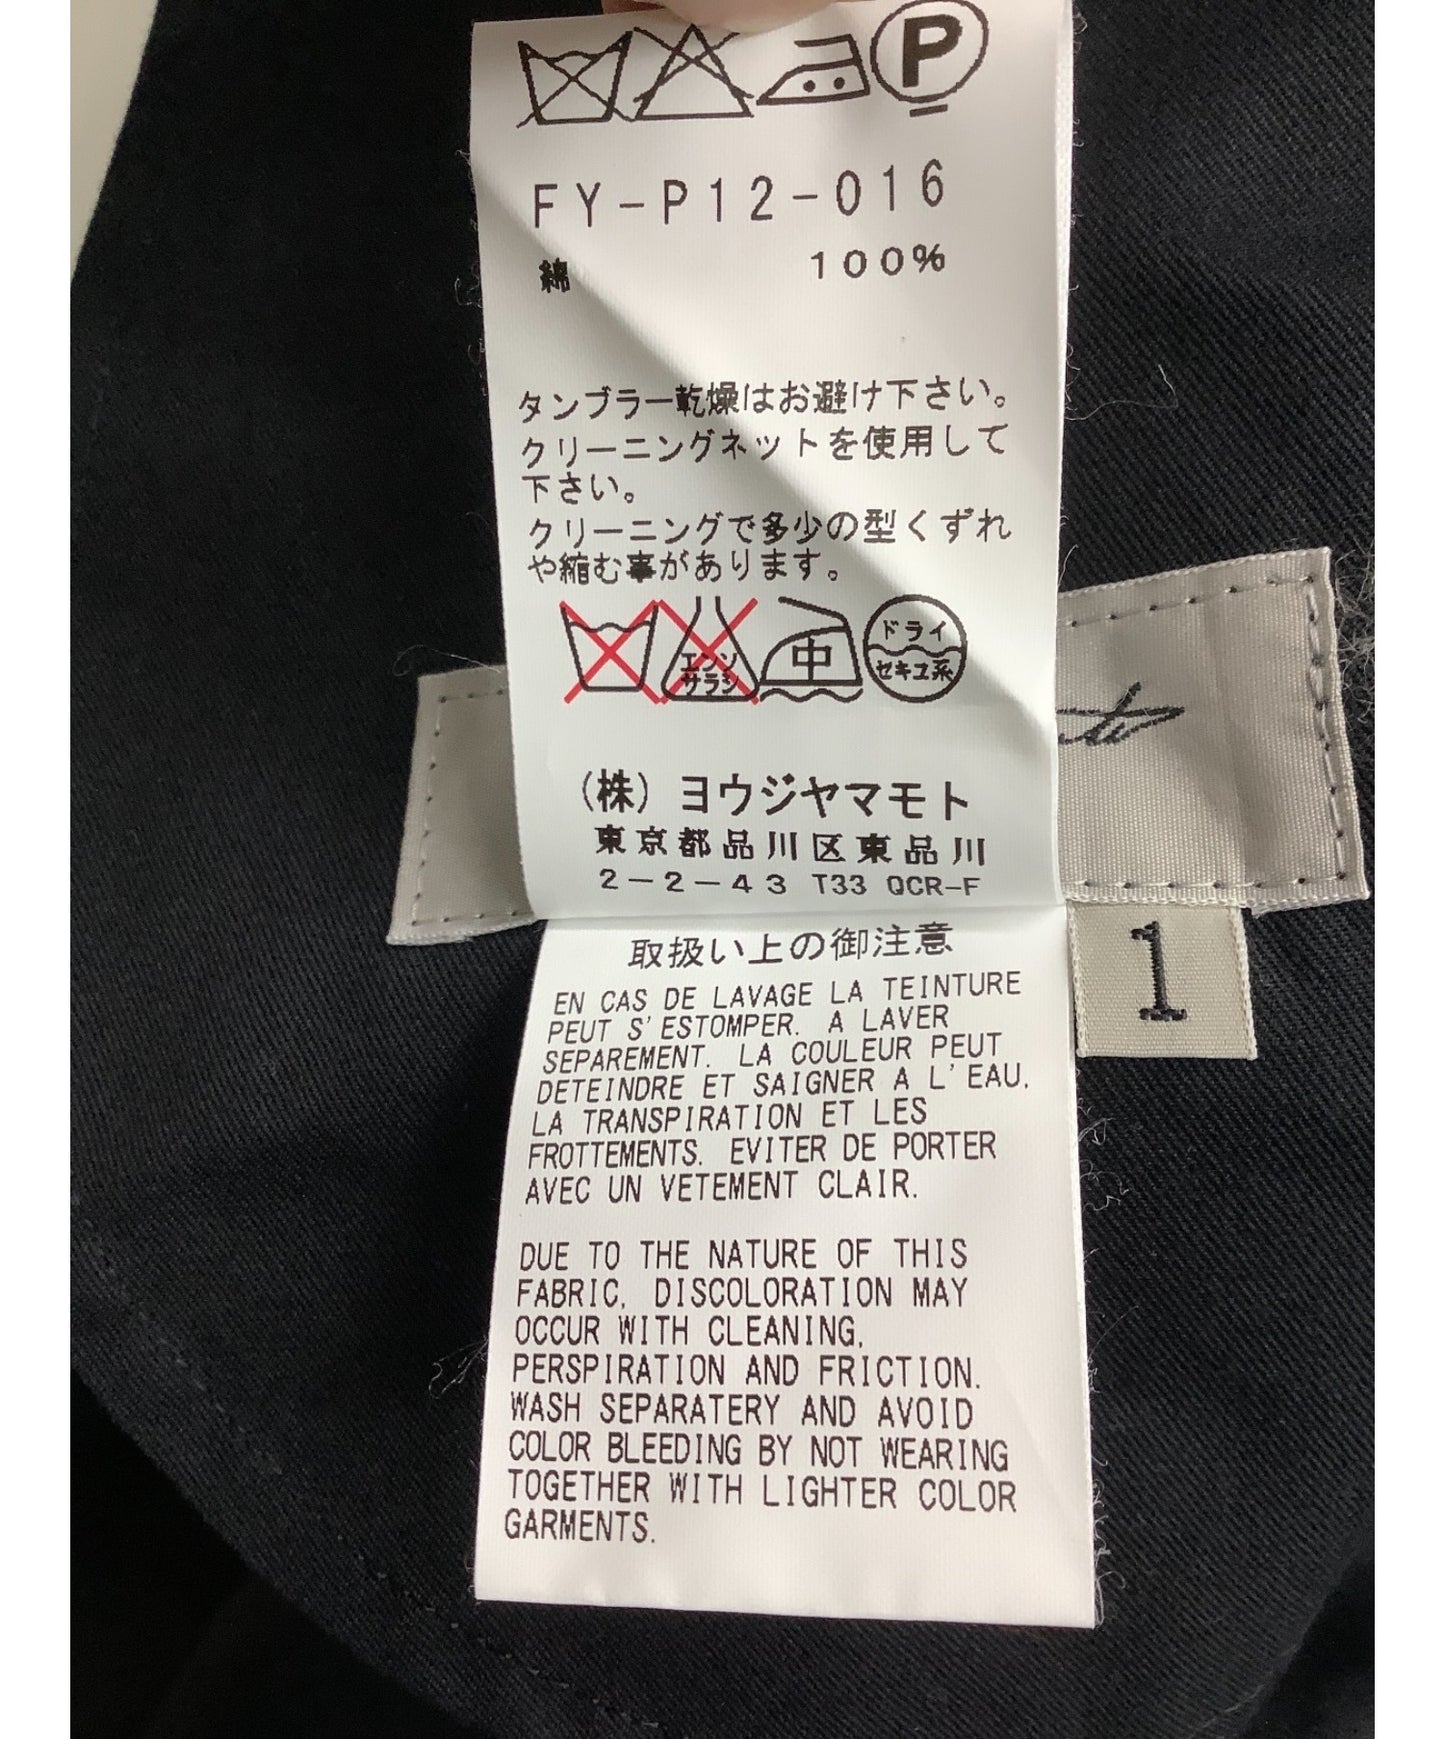 P
FY-P12-016
綿 100%
タンブラー乾燥はお避け下さい。
クリーニングネットを使用して
下さい。
クリーニングで多少の型くずれ
や縮む事があります。
エンソ
サラシ
中
ドライ
セキユ系
(株)ヨウジヤマモト
東京都品川区東品川
2-2-43 T33 QCR-F
取扱い上の御注意
EN CAS DE LAVAGE LA TEINTURE
PEUT S'ESTOMPER. A LAVER
SEPAREMENT. LA COULEUR PEUT
DETEINDRE ET SAIGNER A L'EAU,
LA TRANSPIRATION ET LES
FROTTEMENTS. EVITER DE PORTER
AVEC UN VETEMENT CLAIR.
DUE TO THE NATURE OF THIS
FABRIC, DISCOLORATION MAY
OCCUR WITH CLEANING,
PERSPIRATION AND FRICTION.
WASH SEPARATERY AND AVOID
COLOR BLEEDING BY NOT WEARING
TOGETHER WITH LIGHTER COLOR
GARMENTS.
1